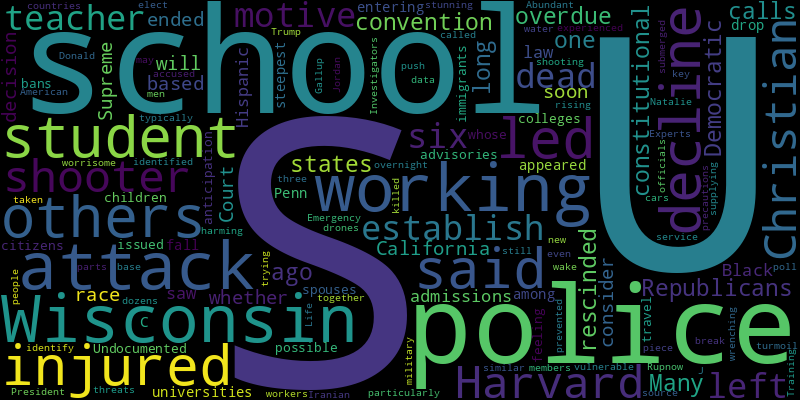 countries
elect
stunning
teacher
ended
motive
entering
Abundant
overdue
calls
water
experienced
convention
Donald
Trump
called
school
U
S
Supreme
decision
will
may
bans
based
accused
American
men
Hispanic
steepest
Gallup
Jordan
Investigators
push
data
immigrants
long
one
law
shooting
drop
dead
rising
soon
key
constitutional
submerged
decline
Democratic
Christian
student
colleges
Natalie
six
whose
led
Experts
typically
worrisome
identified
states
overnight
advisories
appeared
officials
precautions
supplying
shooter
three
anticipation
Court
Penn
killed
working
children
taken
Emergency
drones
establish
cars
others
harming
California
new
service
citizens
issued
fall
still
even
attack
parts
base
trying
ago
said
wake
rescinded
consider
travel
Black
poll
people
race
saw
whether
spouses
together
admissions
among
Republicans
dozens
Wisconsin
C
Life
police
feeling
prevented
piece
break
wrenching
turmoil
identify
Undocumented
possible
military
similar
members
vulnerable
Rupnow
J
injured
President
threats
universities
workers
Iranian
particularly
Harvard
source
Many
left
Training